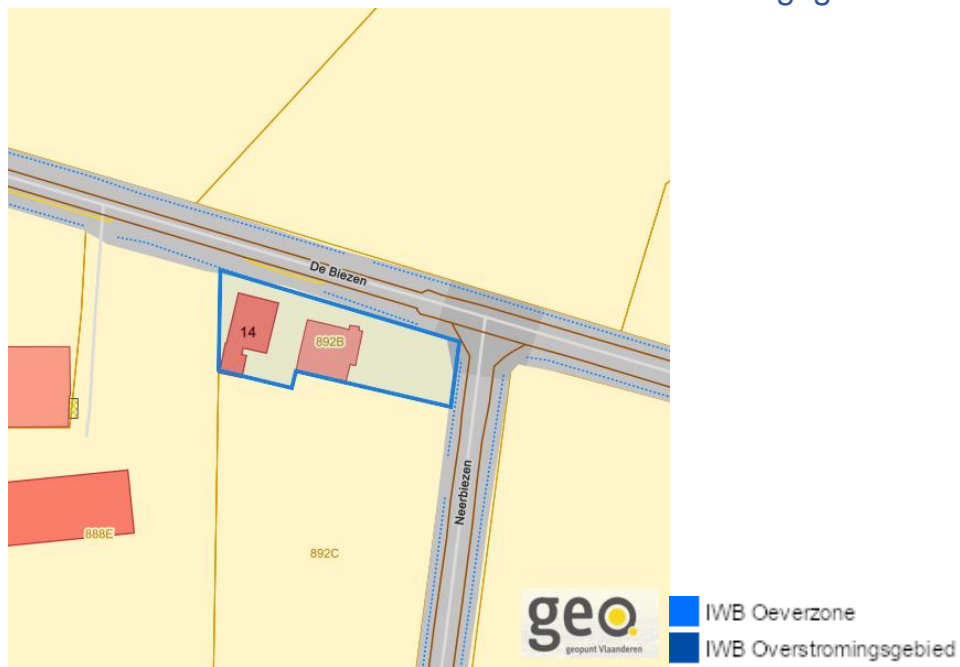 De Biezen
14
892B
Neerbiezen
888E
892C
geo.
geopunt Vlaanderen
IWB Oeverzone
IWB Overstromingsgebied